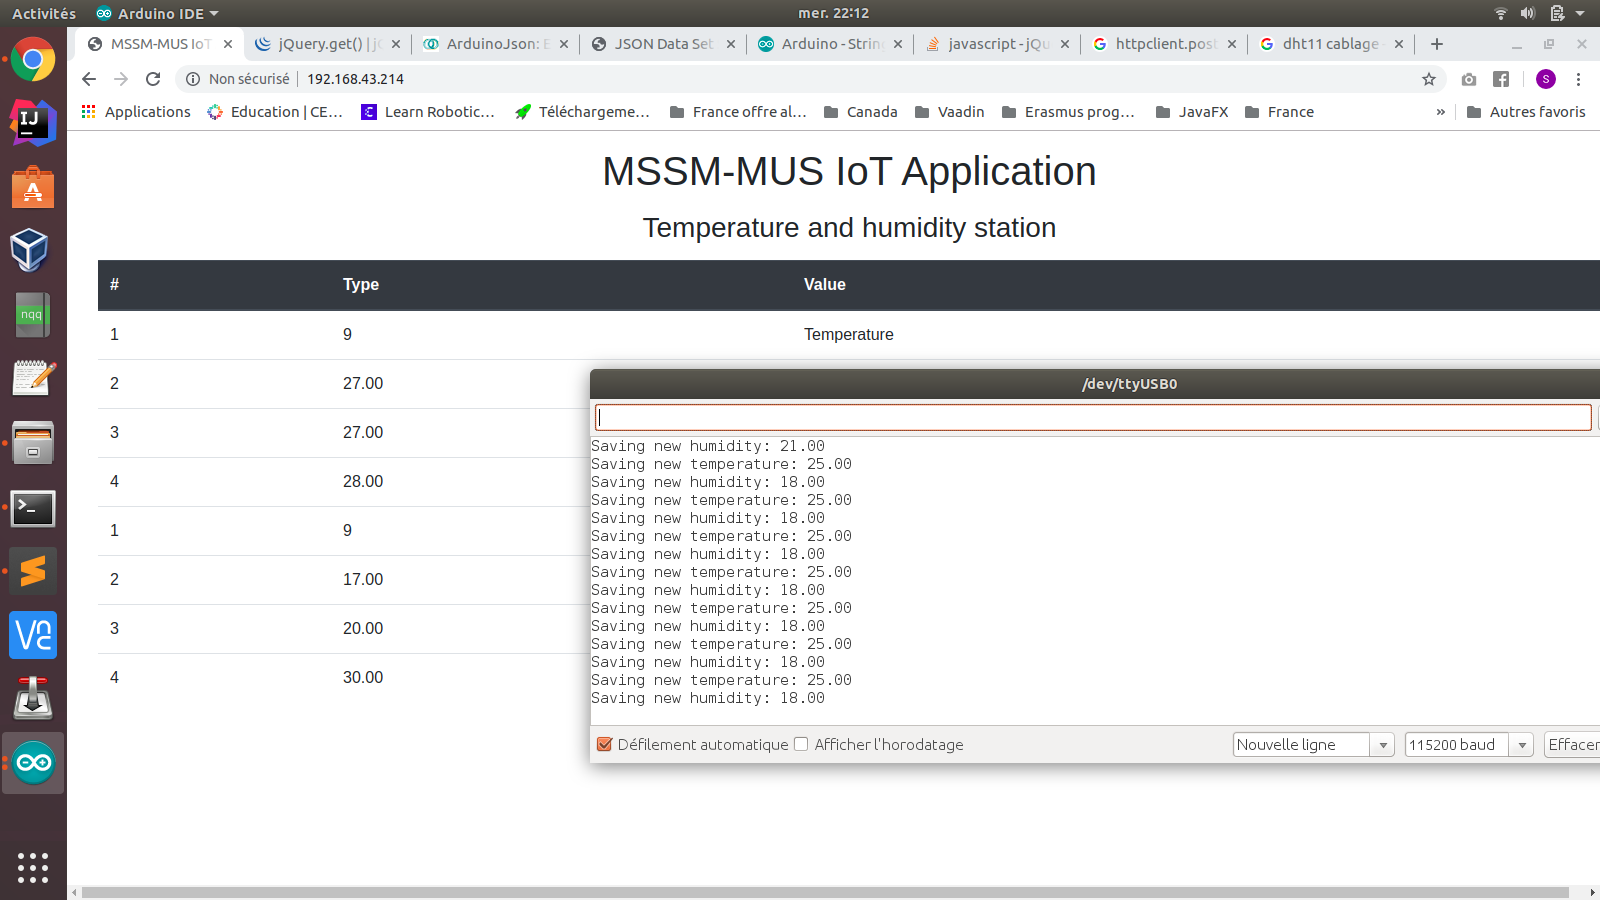 Activités Arduino IDE mer. 22:12
MSSM-MUS IoT jQuery.get() | jQ ArduinoJson: E JSON Data Set Arduino - String javascript - jQu httpclient.post dht11 cablage
Non sécurisé 192.168.43.214 S
Applications Education | CE... Learn Robotic... Téléchargeme... France offre al... Canada Vaadin Erasmus prog... JavaFX France » Autres favoris
MSSM-MUS IoT Application
Temperature and humidity station
# Type Value
1 9 Temperature
2 27.00
3 27.00
4 28.00
1 9
2 17.00
3 20.00
4 30.00
/dev/ttyUSB0
Saving new humidity: 21.00
Saving new temperature: 25.00
Saving new humidity: 18.00
Saving new temperature: 25.00
Saving new humidity: 18.00
Saving new temperature: 25.00
Saving new humidity: 18.00
Saving new temperature: 25.00
Saving new humidity: 18.00
Saving new temperature: 25.00
Saving new humidity: 18.00
Saving new temperature: 25.00
Saving new humidity: 18.00
Saving new temperature: 25.00
Saving new humidity: 18.00
Défilement automatique Afficher l'horodatage Nouvelle ligne 115200 baud Effacer
IJ
nqq